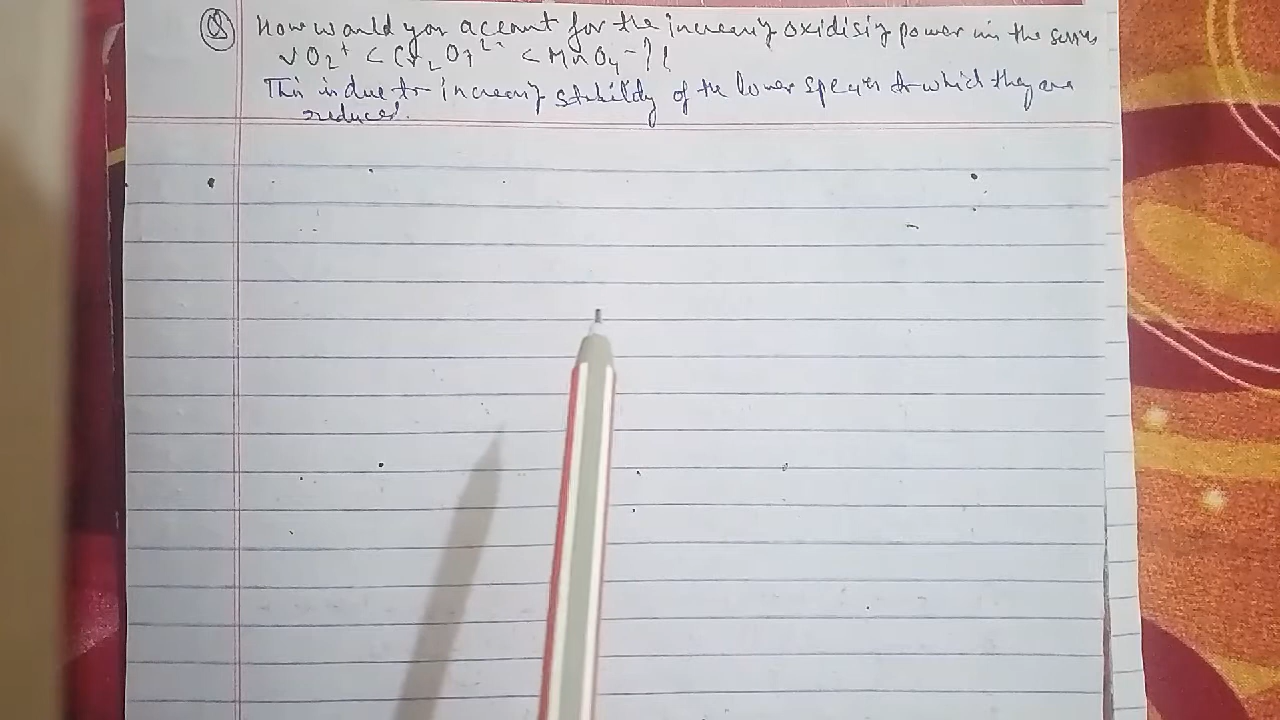 Q How would you account for the increasing oxidising power in the series
VO2+ < Cr2O7 2- < MnO4-?!
This is due to increasing stability of the lower species to which they are
reduced.